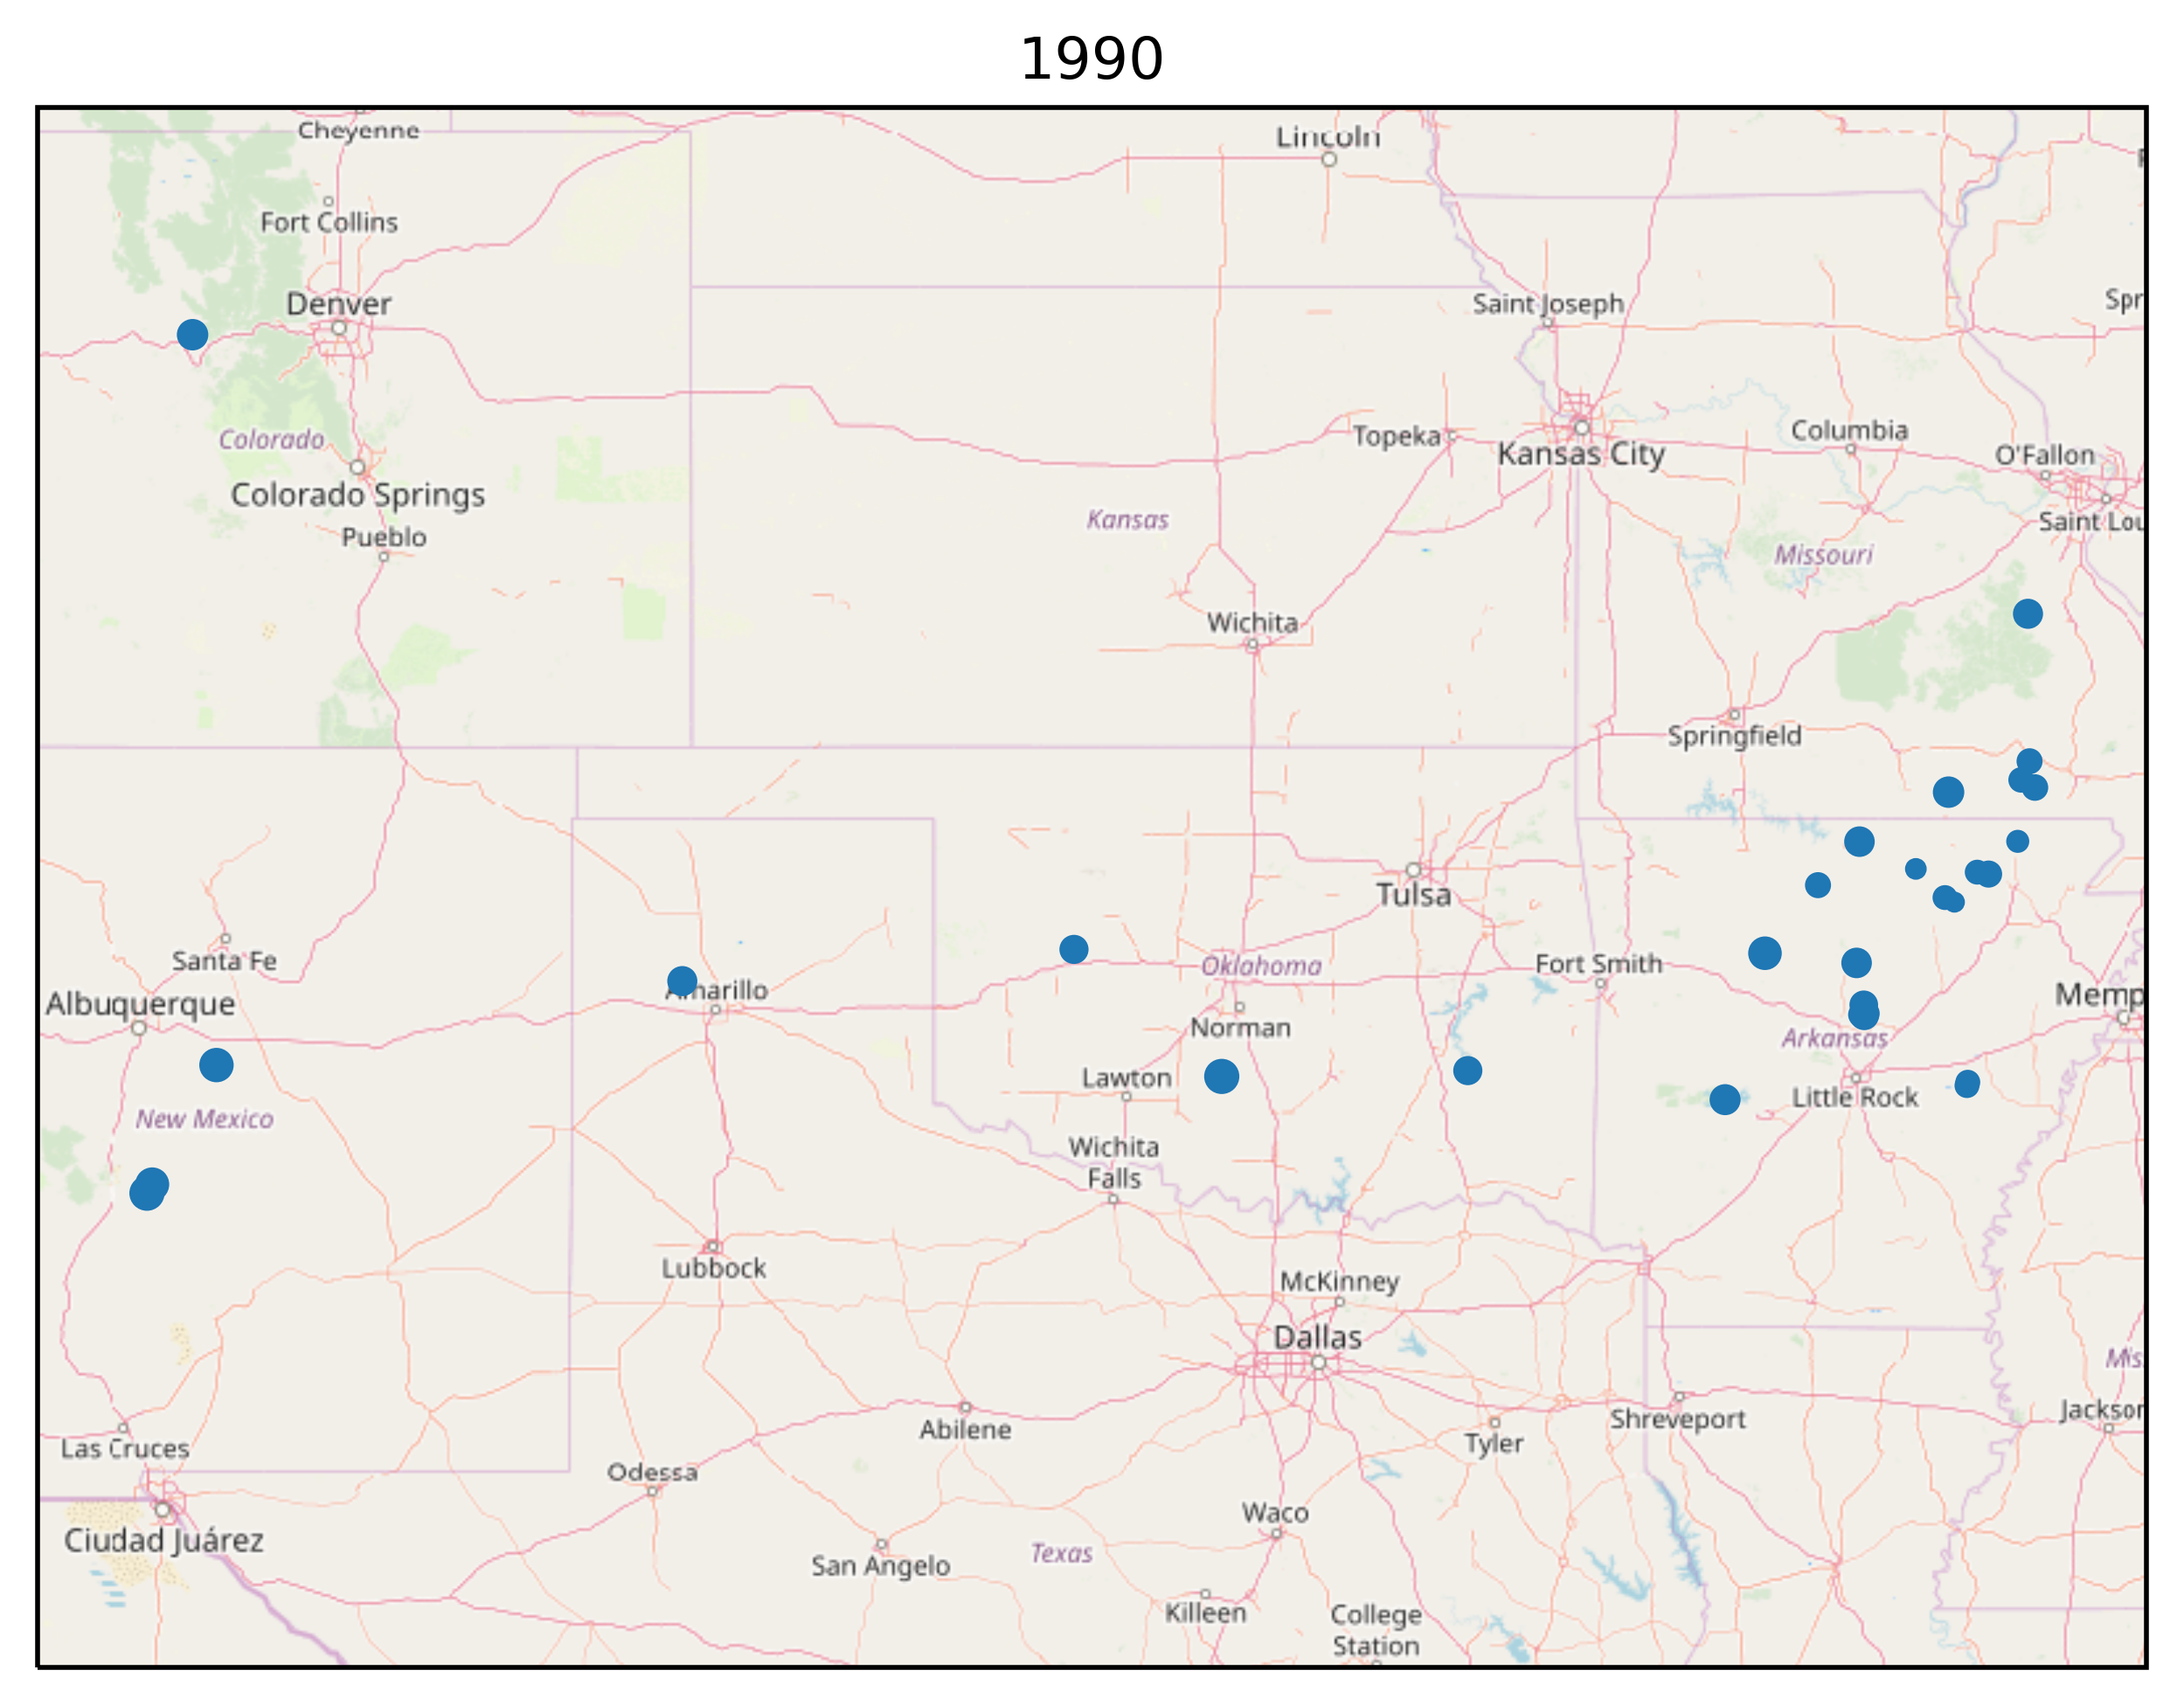 1990
Cheyenne
Lincoln
Fort Collins
Denver
Saint Joseph
Spr
Colorado
Topeka
Columbia
Kansas City
O'Fallon
Colorado Springs
Kansas
Saint Lou
Pueblo
Missouri
Wichita
Springfield
Tulsa
Santa Fe
Oklahoma
Fort Smith
Albuquerque
Amarillo
Memp
Norman
Arkansas
Lawton
Little Rock
New Mexico
Wichita
Falls
Lubbock
McKinney
Dallas
Mis
Abilene
Shreveport
Jackson
Las Cruces
Tyler
Odessa
Waco
Ciudad Juárez
San Angelo
Texas
Killeen
College
Station